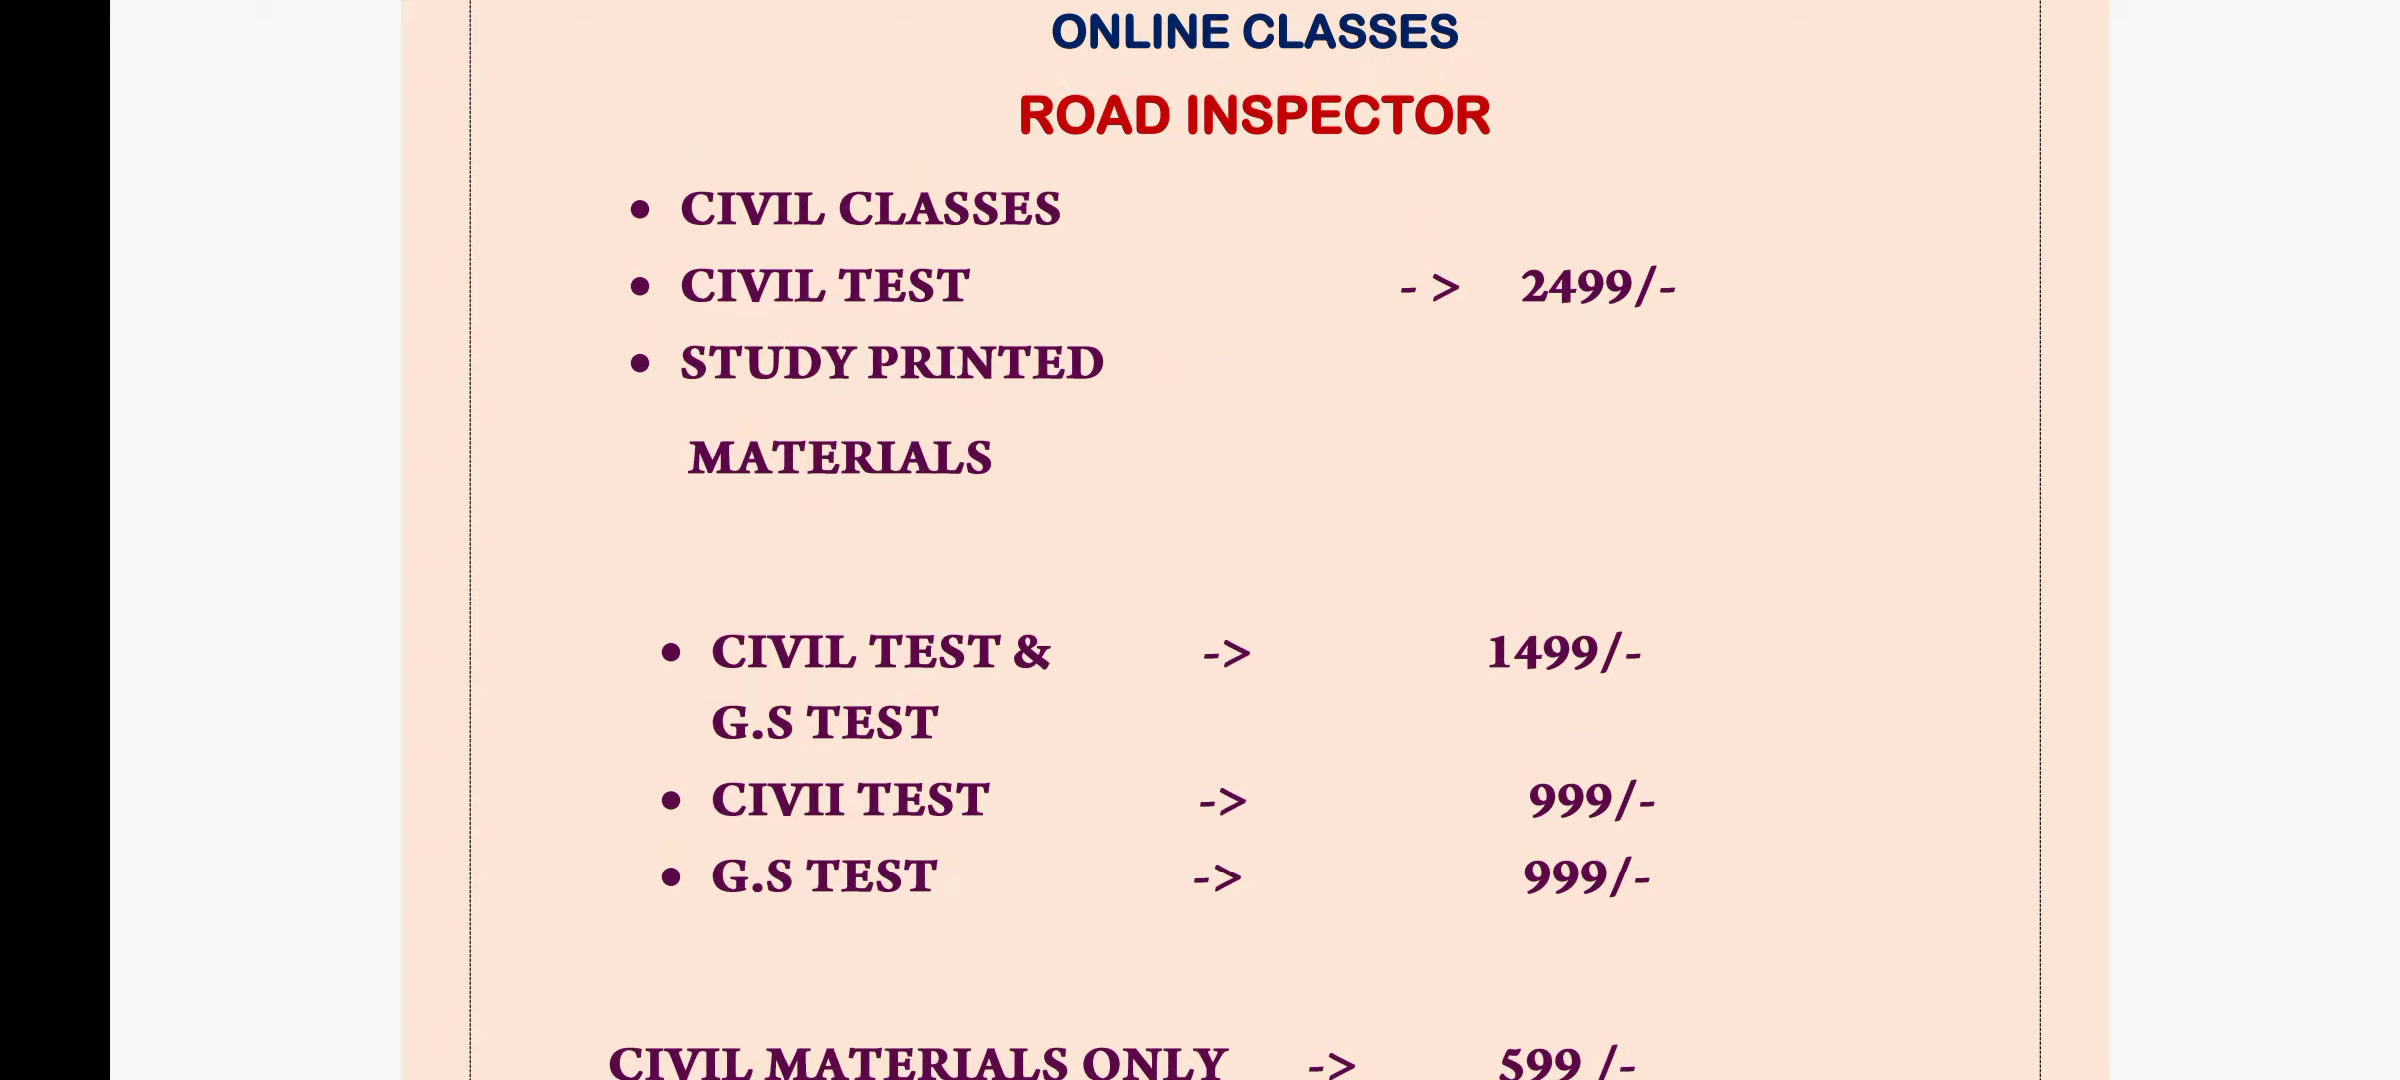 ONLINE CLASSES
ROAD INSPECTOR
• CIVIL CLASSES
• CIVIL TEST - > 2499/-
• STUDY PRINTED
MATERIALS
• CIVIL TEST & -> 1499/-
G.S TEST
• CIVII TEST -> 999/-
• G.S TEST -> 999/-
CIVIL MATERIALS ONLY -> 599 /-